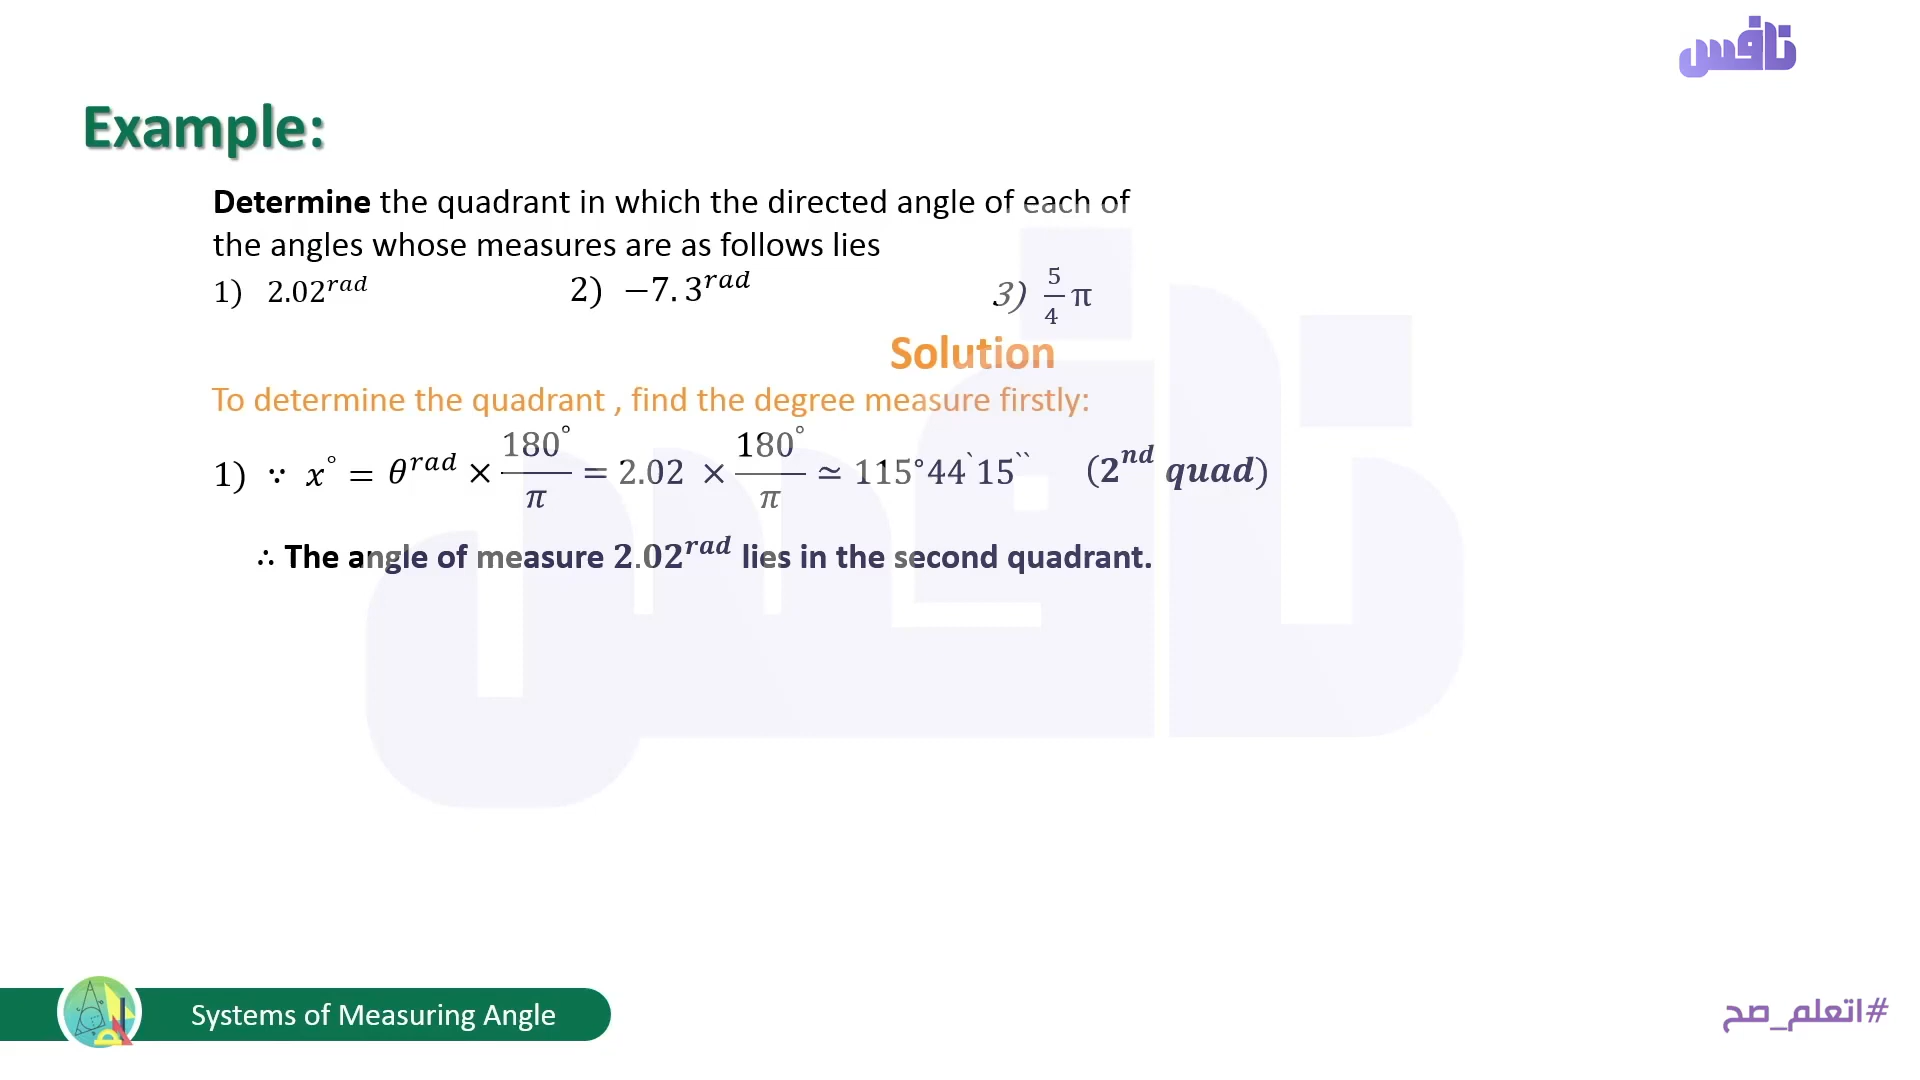 نافس
Example:
Determine the quadrant in which the directed angle of each of
the angles whose measures are as follows lies
1) 2.02^rad 2) −7.3^rad 3) 5/4 π
Solution
To determine the quadrant , find the degree measure firstly:
1) ∵ x° = θ^rad × 180°/π = 2.02 × 180°/π ≃ 115°44`15`` (2^nd quad)
∴ The angle of measure 2.02^rad lies in the second quadrant.
Systems of Measuring Angle
#اتعلم_صح